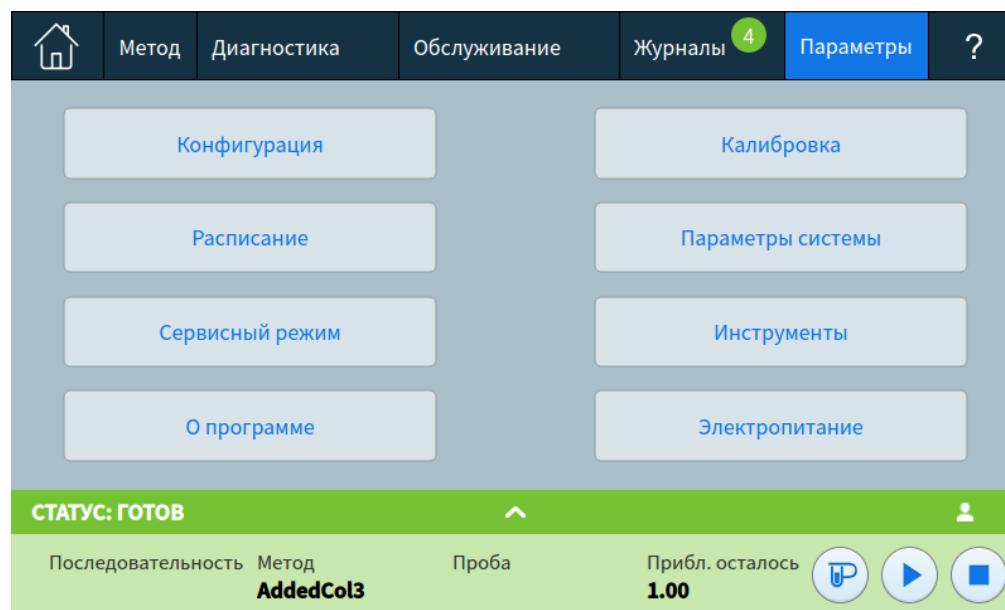 Метод Диагностика Обслуживание Журналы 4 Параметры ?
Конфигурация Калибровка
Расписание Параметры системы
Сервисный режим Инструменты
О программе Электропитание
СТАТУС: ГОТОВ
Последовательность Метод Проба Прибл. осталось
AddedCol3 1.00